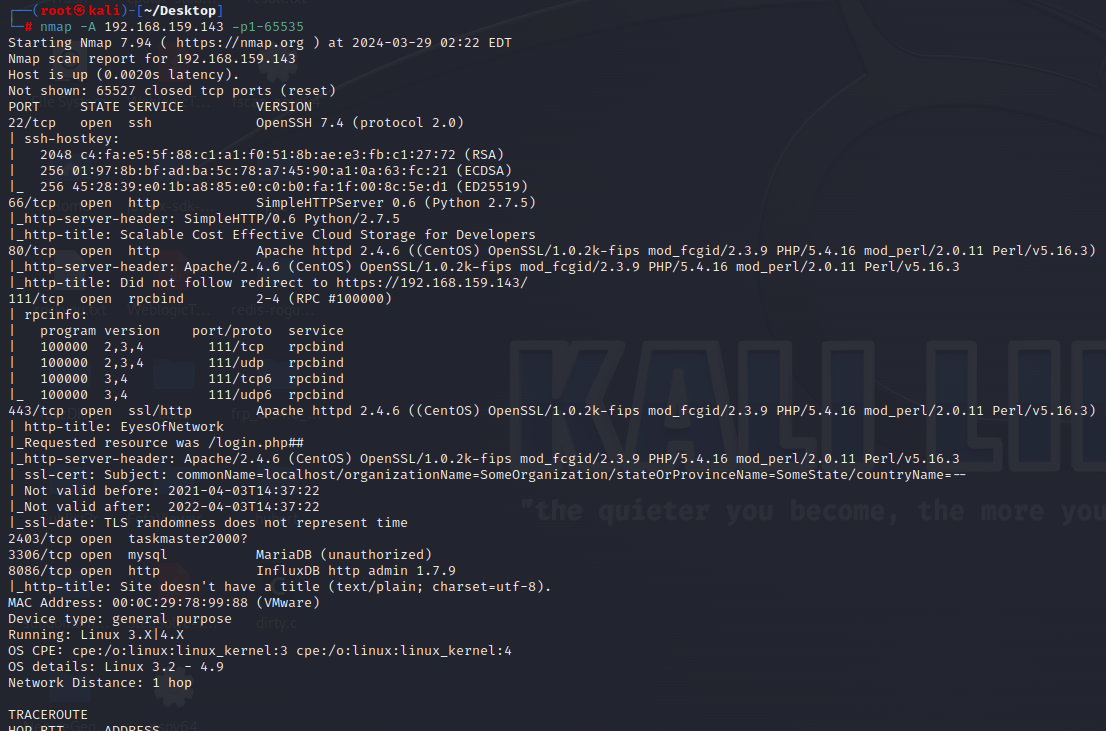 ┌──(root㉿kali)-[~/Desktop]
└─# nmap -A 192.168.159.143 -p1-65535
Starting Nmap 7.94 ( https://nmap.org ) at 2024-03-29 02:22 EDT
Nmap scan report for 192.168.159.143
Host is up (0.0020s latency).
Not shown: 65527 closed tcp ports (reset)
PORT     STATE SERVICE        VERSION
22/tcp   open  ssh            OpenSSH 7.4 (protocol 2.0)
| ssh-hostkey:
|   2048 c4:fa:e5:5f:88:c1:a1:f0:51:8b:ae:e3:fb:c1:27:72 (RSA)
|   256 01:97:8b:bf:ad:ba:5c:78:a7:45:90:a1:0a:63:fc:21 (ECDSA)
|_  256 45:28:39:e0:1b:a8:85:e0:c0:b0:fa:1f:00:8c:5e:d1 (ED25519)
66/tcp   open  http           SimpleHTTPServer 0.6 (Python 2.7.5)
|_http-server-header: SimpleHTTP/0.6 Python/2.7.5
|_http-title: Scalable Cost Effective Cloud Storage for Developers
80/tcp   open  http           Apache httpd 2.4.6 ((CentOS) OpenSSL/1.0.2k-fips mod_fcgid/2.3.9 PHP/5.4.16 mod_perl/2.0.11 Perl/v5.16.3)
|_http-server-header: Apache/2.4.6 (CentOS) OpenSSL/1.0.2k-fips mod_fcgid/2.3.9 PHP/5.4.16 mod_perl/2.0.11 Perl/v5.16.3
|_http-title: Did not follow redirect to https://192.168.159.143/
111/tcp  open  rpcbind        2-4 (RPC #100000)
| rpcinfo:
|   program version    port/proto  service
|   100000  2,3,4        111/tcp   rpcbind
|   100000  2,3,4        111/udp   rpcbind
|   100000  3,4          111/tcp6  rpcbind
|_  100000  3,4          111/udp6  rpcbind
443/tcp  open  ssl/http       Apache httpd 2.4.6 ((CentOS) OpenSSL/1.0.2k-fips mod_fcgid/2.3.9 PHP/5.4.16 mod_perl/2.0.11 Perl/v5.16.3)
| http-title: EyesOfNetwork
|_Requested resource was /login.php##
|_http-server-header: Apache/2.4.6 (CentOS) OpenSSL/1.0.2k-fips mod_fcgid/2.3.9 PHP/5.4.16 mod_perl/2.0.11 Perl/v5.16.3
| ssl-cert: Subject: commonName=localhost/organizationName=SomeOrganization/stateOrProvinceName=SomeState/countryName=--
| Not valid before: 2021-04-03T14:37:22
|_Not valid after:  2022-04-03T14:37:22
|_ssl-date: TLS randomness does not represent time
2403/tcp open  taskmaster2000?
3306/tcp open  mysql          MariaDB (unauthorized)
8086/tcp open  http           InfluxDB http admin 1.7.9
|_http-title: Site doesn't have a title (text/plain; charset=utf-8).
MAC Address: 00:0C:29:78:99:88 (VMware)
Device type: general purpose
Running: Linux 3.X|4.X
OS CPE: cpe:/o:linux:linux_kernel:3 cpe:/o:linux:linux_kernel:4
OS details: Linux 3.2 - 4.9
Network Distance: 1 hop
TRACEROUTE
HOP RTT     ADDRESS
KALI LI
"the quieter you become, the more you
dirty.c